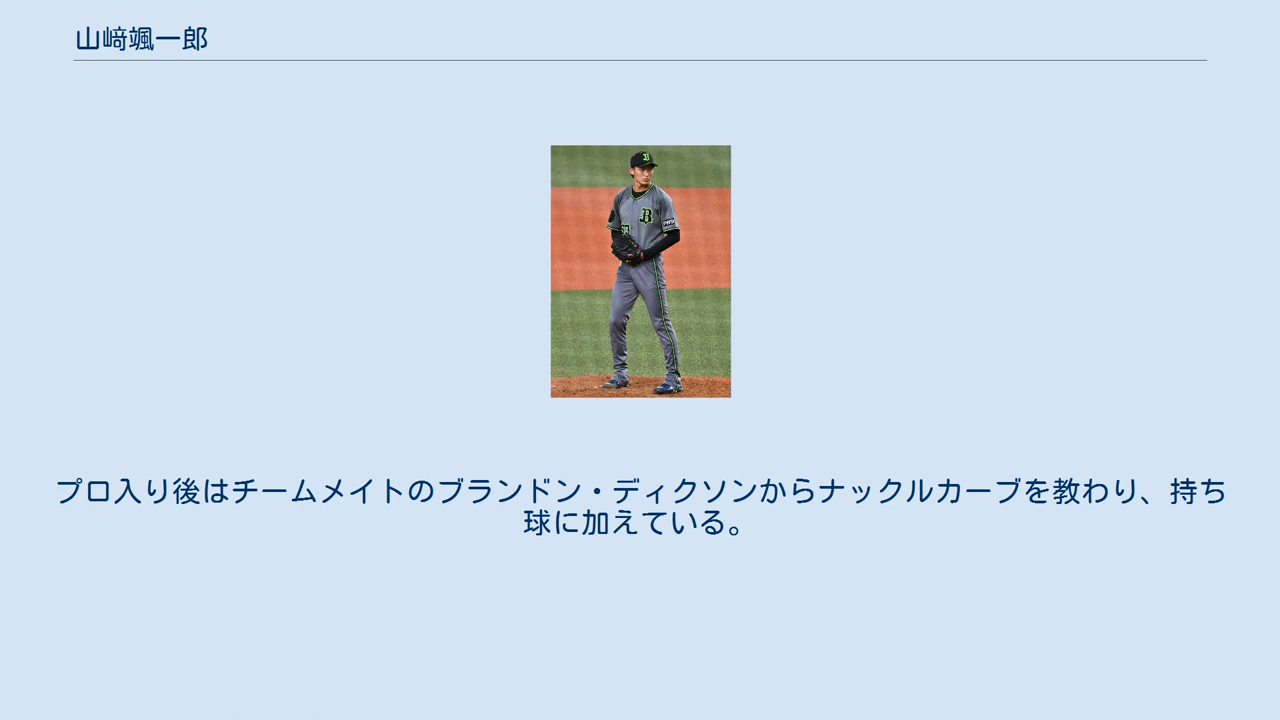 山﨑颯一郎
プロ入り後はチームメイトのブランドン・ディクソンからナックルカーブを教わり、持ち
球に加えている。